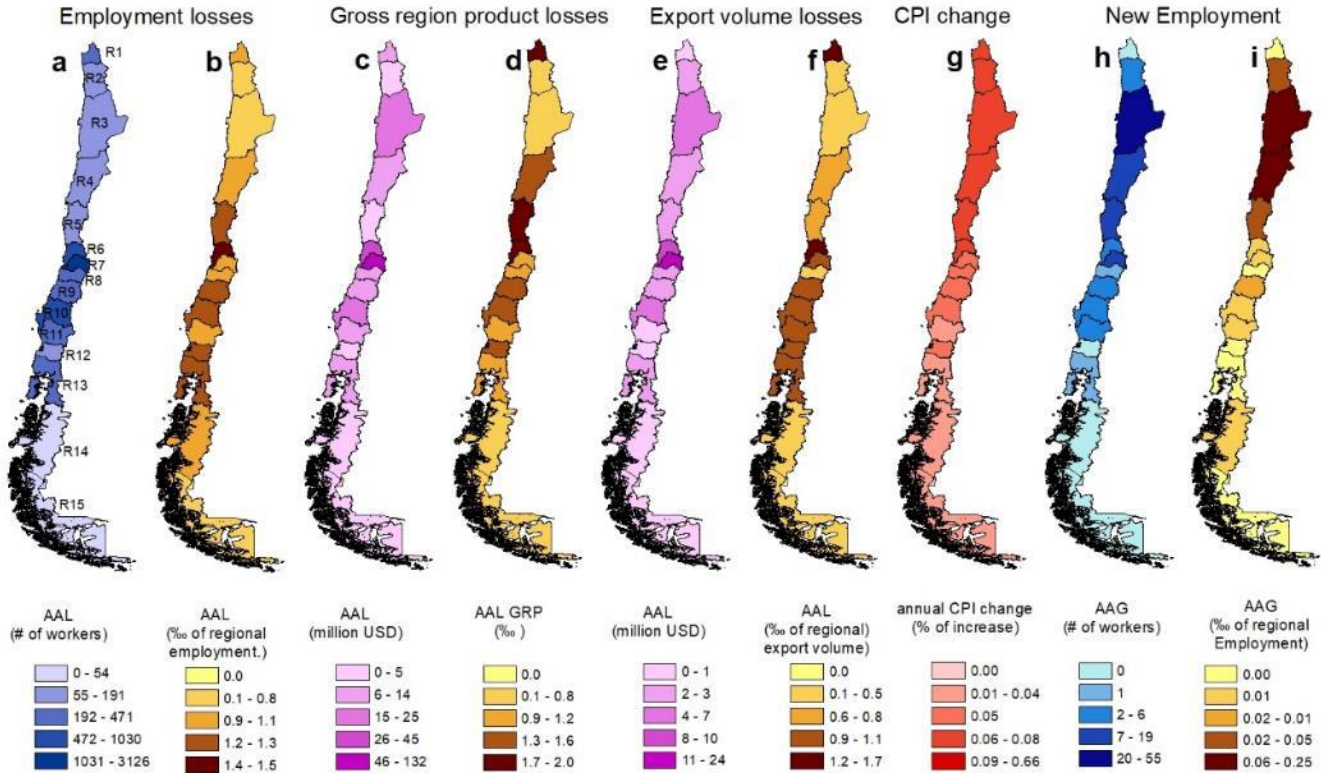 Employment losses Gross region product losses Export volume losses CPI change New Employment
a b c d e f g h i
R1
R2
R3
R4
R5
R6
R7
R8
R9
R10
R11
R12
R13
R14
R15
AAL
(# of workers)
0 - 54
55 - 191
192 - 471
472 - 1030
1031 - 3126
AAL
(‰ of regional
employment.)
0.0
0.1 - 0.8
0.9 - 1.1
1.2 - 1.3
1.4 - 1.5
AAL
(million USD)
0 - 5
6 - 14
15 - 25
26 - 45
46 - 132
AAL GRP
(‰ )
0.0
0.1 - 0.8
0.9 - 1.2
1.3 - 1.6
1.7 - 2.0
AAL
(million USD)
0 - 1
2 - 3
4 - 7
8 - 10
11 - 24
AAL
(‰ of regional)
export volume)
0.0
0.1 - 0.5
0.6 - 0.8
0.9 - 1.1
1.2 - 1.7
annual CPI change
(% of increase)
0.00
0.01 - 0.04
0.05
0.06 - 0.08
0.09 - 0.66
AAG
(# of workers)
0
1
2 - 6
7 - 19
20 - 55
AAG
(‰ of regional
Employment)
0.00
0.01
0.02 - 0.01
0.02 - 0.05
0.06 - 0.25